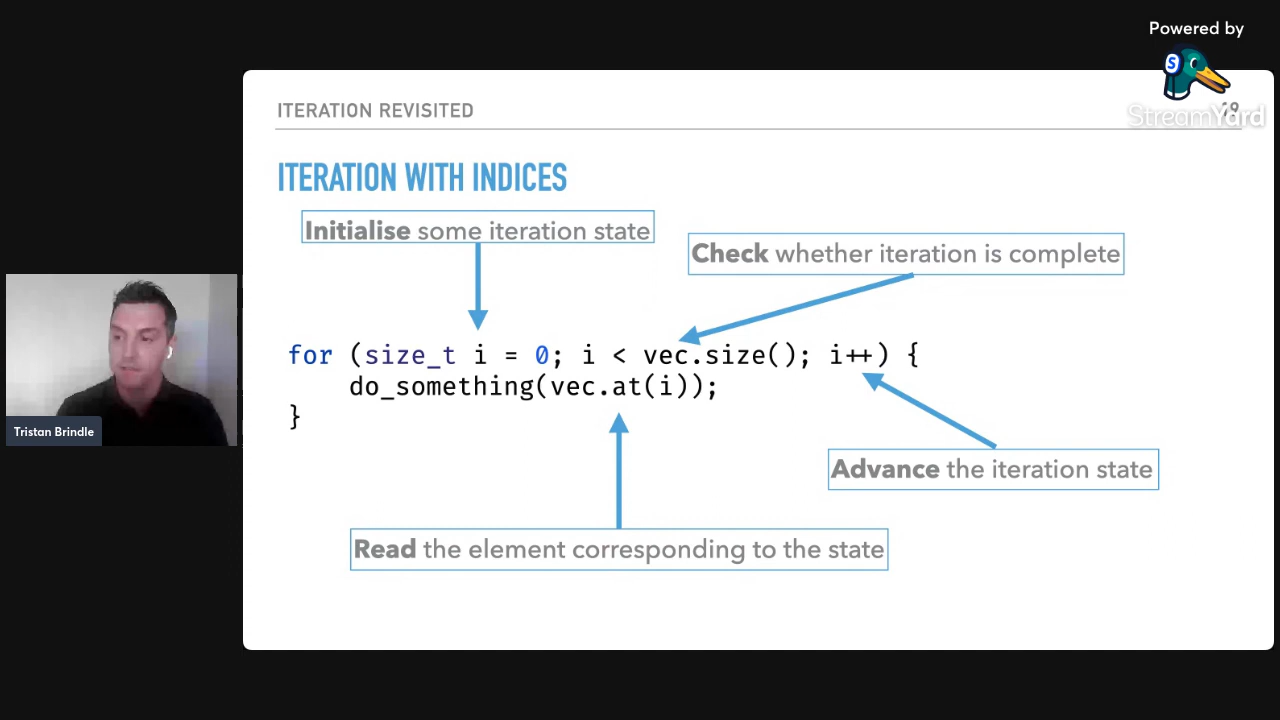 Powered by
StreamYard
ITERATION REVISITED
ITERATION WITH INDICES
Initialise some iteration state
Check whether iteration is complete
for (size_t i = 0; i < vec.size(); i++) {
    do_something(vec.at(i));
}
Advance the iteration state
Read the element corresponding to the state
Tristan Brindle